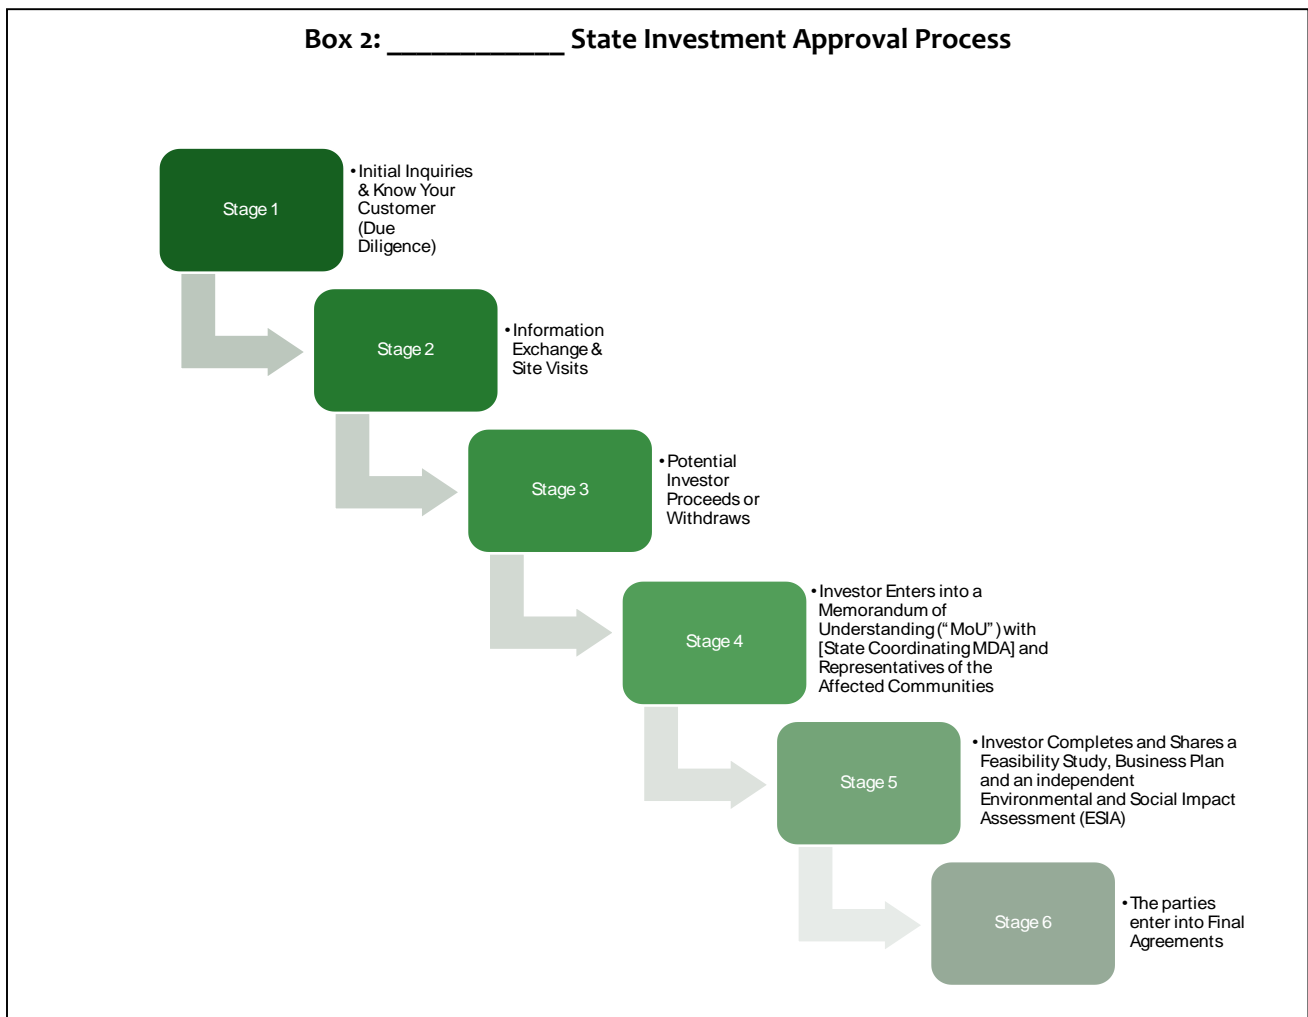 Box 2: ____________ State Investment Approval Process
Stage 1
• Initial Inquiries
& Know Your
Customer
(Due
Diligence)
Stage 2
• Information
Exchange &
Site Visits
Stage 3
• Potential
Investor
Proceeds or
Withdraws
Stage 4
• Investor Enters into a
Memorandum of
Understanding (“MoU”) with
[State Coordinating MDA] and
Representatives of the
Affected Communities
Stage 5
• Investor Completes and Shares a
Feasibility Study, Business Plan
and an independent
Environmental and Social Impact
Assessment (ESIA)
Stage 6
• The parties
enter into Final
Agreements